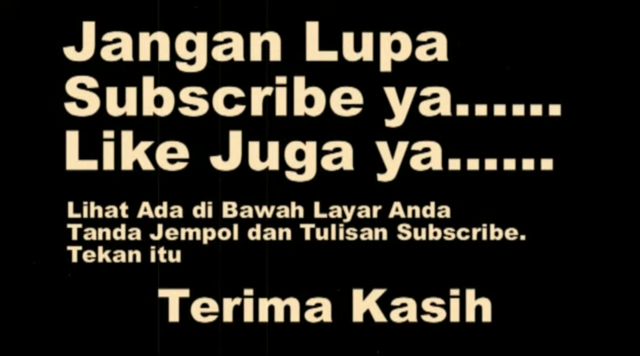 Jangan Lupa
Subscribe ya......
Like Juga ya......
Lihat Ada di Bawah Layar Anda
Tanda Jempol dan Tulisan Subscribe.
Tekan itu
Terima Kasih